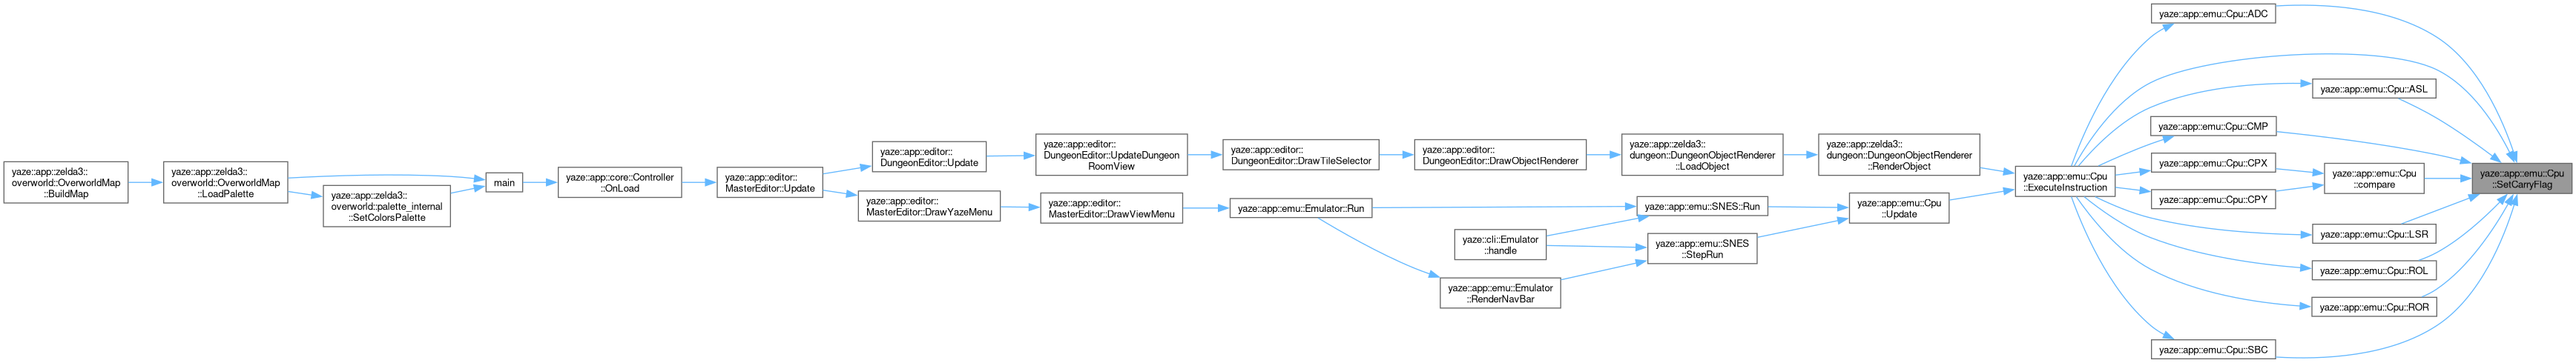 yaze::app::zelda3::
overworld::OverworldMap
::BuildMap
yaze::app::zelda3::
overworld::OverworldMap
::LoadPalette
yaze::app::zelda3::
overworld::palette_internal
::SetColorsPalette
main
yaze::app::core::Controller
::OnLoad
yaze::app::editor::
MasterEditor::Update
yaze::app::editor::
DungeonEditor::Update
yaze::app::editor::
MasterEditor::DrawYazeMenu
yaze::app::editor::
DungeonEditor::UpdateDungeon
RoomView
yaze::app::editor::
MasterEditor::DrawViewMenu
yaze::app::editor::
DungeonEditor::DrawTileSelector
yaze::app::emu::Emulator::Run
yaze::app::editor::
DungeonEditor::DrawObjectRenderer
yaze::cli::Emulator
::handle
yaze::app::emu::Emulator
::RenderNavBar
yaze::app::zelda3::
dungeon::DungeonObjectRenderer
::LoadObject
yaze::app::emu::SNES::Run
yaze::app::emu::SNES
::StepRun
yaze::app::zelda3::
dungeon::DungeonObjectRenderer
::RenderObject
yaze::app::emu::Cpu
::Update
yaze::app::emu::Cpu
::ExecuteInstruction
yaze::app::emu::Cpu::ADC
yaze::app::emu::Cpu::ASL
yaze::app::emu::Cpu::CMP
yaze::app::emu::Cpu::CPX
yaze::app::emu::Cpu::CPY
yaze::app::emu::Cpu
::compare
yaze::app::emu::Cpu::LSR
yaze::app::emu::Cpu::ROL
yaze::app::emu::Cpu::ROR
yaze::app::emu::Cpu::SBC
yaze::app::emu::Cpu
::SetCarryFlag